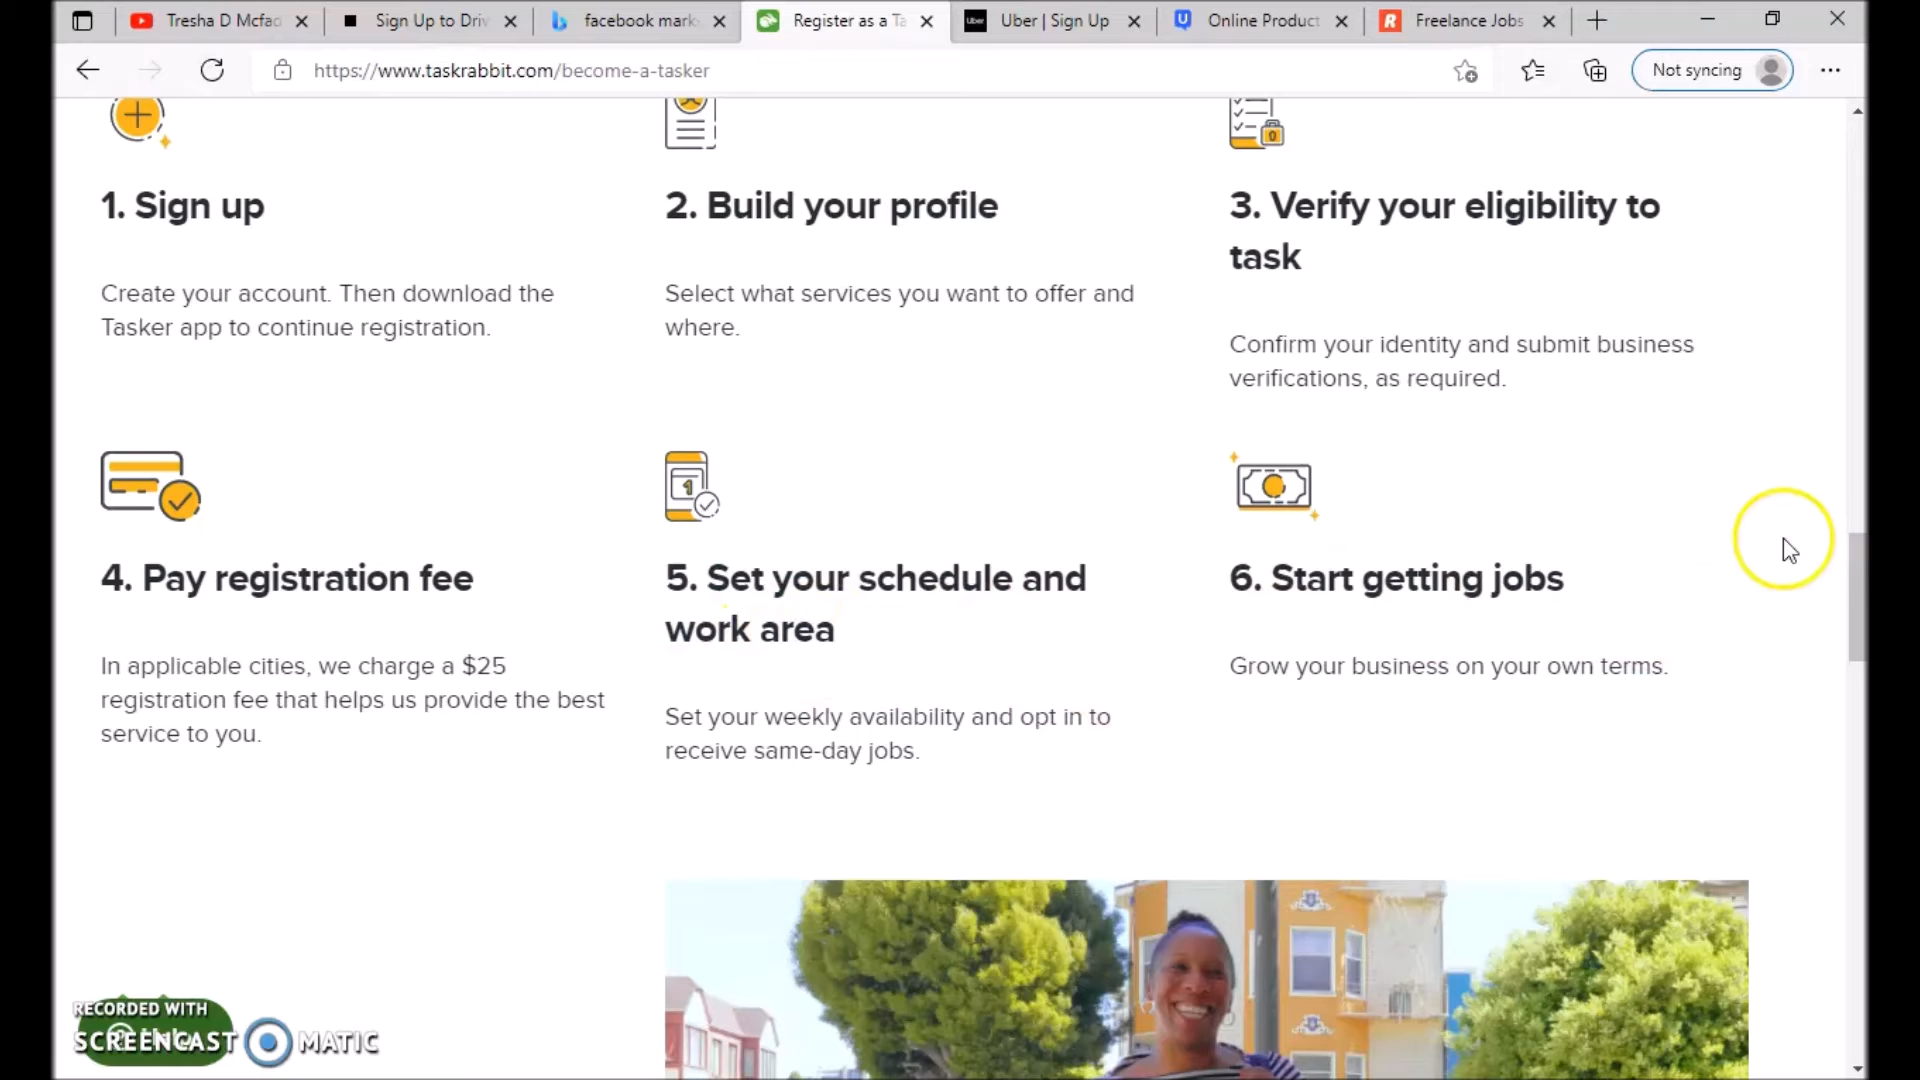 Tresha D Mcfad
Sign Up to Driv
facebook mark
Register as a Ta
Uber | Sign Up
Online Product
Freelance Jobs
https://www.taskrabbit.com/become-a-tasker
Not syncing
1. Sign up
Create your account. Then download the
Tasker app to continue registration.
2. Build your profile
Select what services you want to offer and
where.
3. Verify your eligibility to
task
Confirm your identity and submit business
verifications, as required.
4. Pay registration fee
In applicable cities, we charge a $25
registration fee that helps us provide the best
service to you.
5. Set your schedule and
work area
Set your weekly availability and opt in to
receive same-day jobs.
6. Start getting jobs
Grow your business on your own terms.
RECORDED WITH
SCREENCAST MATIC